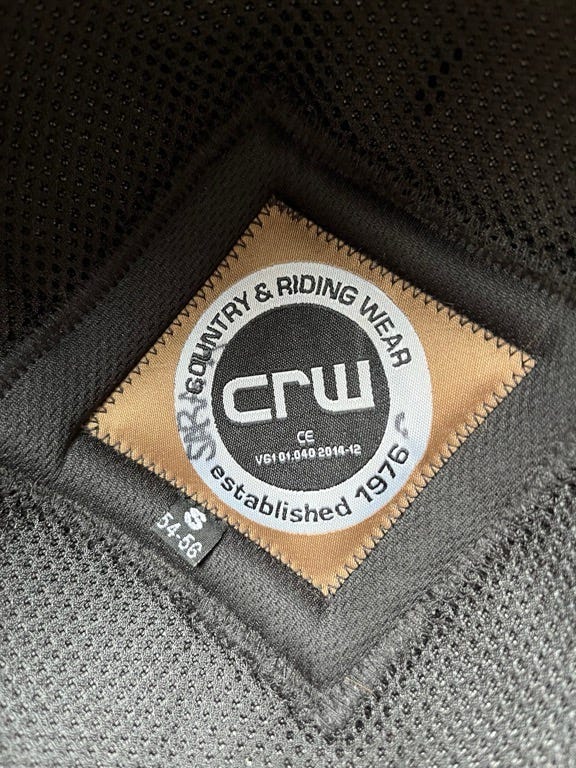 COUNTRY & RIDING WEAR
crw
CE
VG1 01.040 2014-12
established 1976
S
54-56